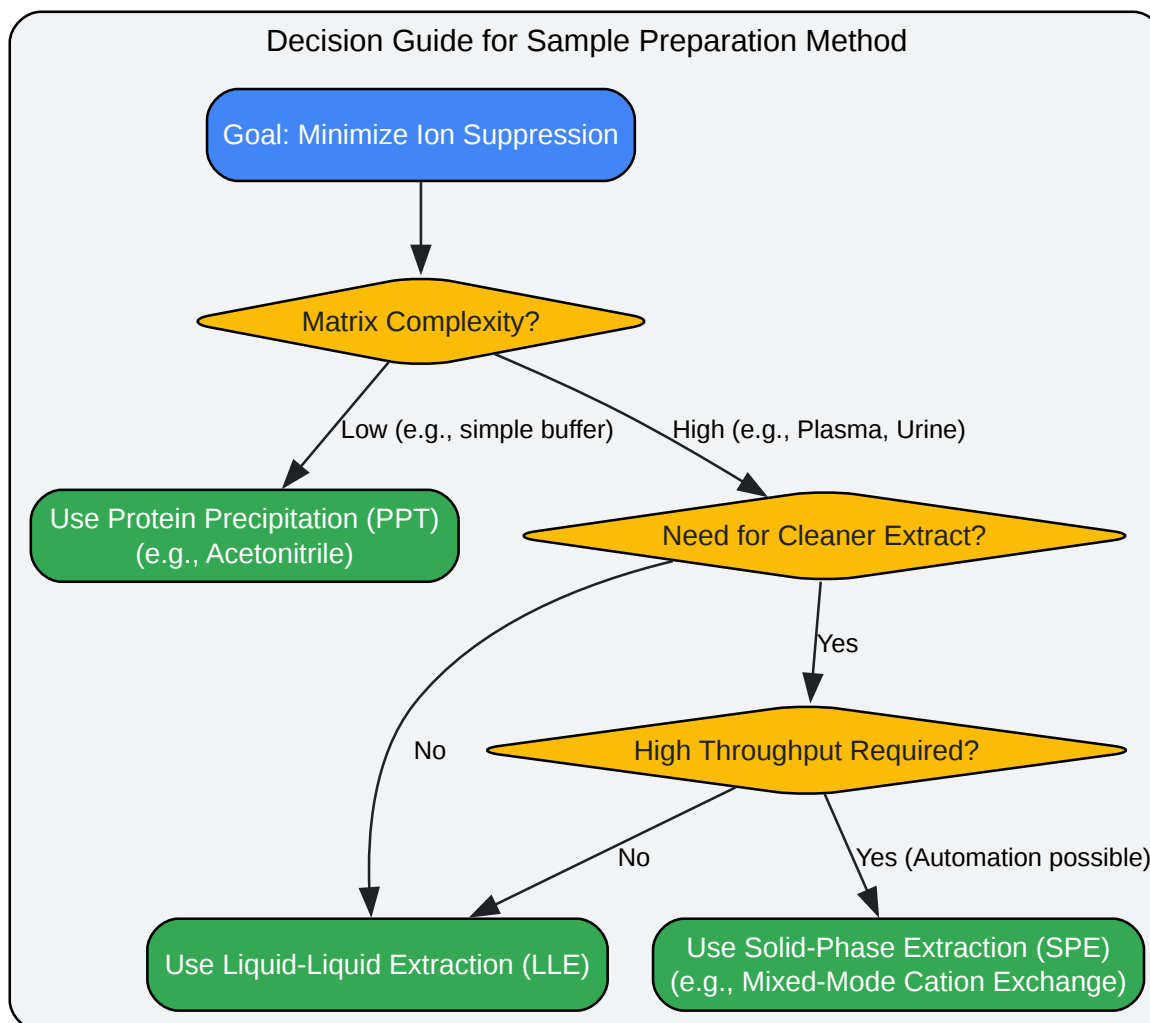 Decision Guide for Sample Preparation Method
Goal: Minimize Ion Suppression
Matrix Complexity?
Low (e.g., simple buffer)
High (e.g., Plasma, Urine)
Use Protein Precipitation (PPT)
(e.g., Acetonitrile)
Need for Cleaner Extract?
Yes
High Throughput Required?
No
No
Yes (Automation possible)
Use Liquid-Liquid Extraction (LLE)
Use Solid-Phase Extraction (SPE)
(e.g., Mixed-Mode Cation Exchange)